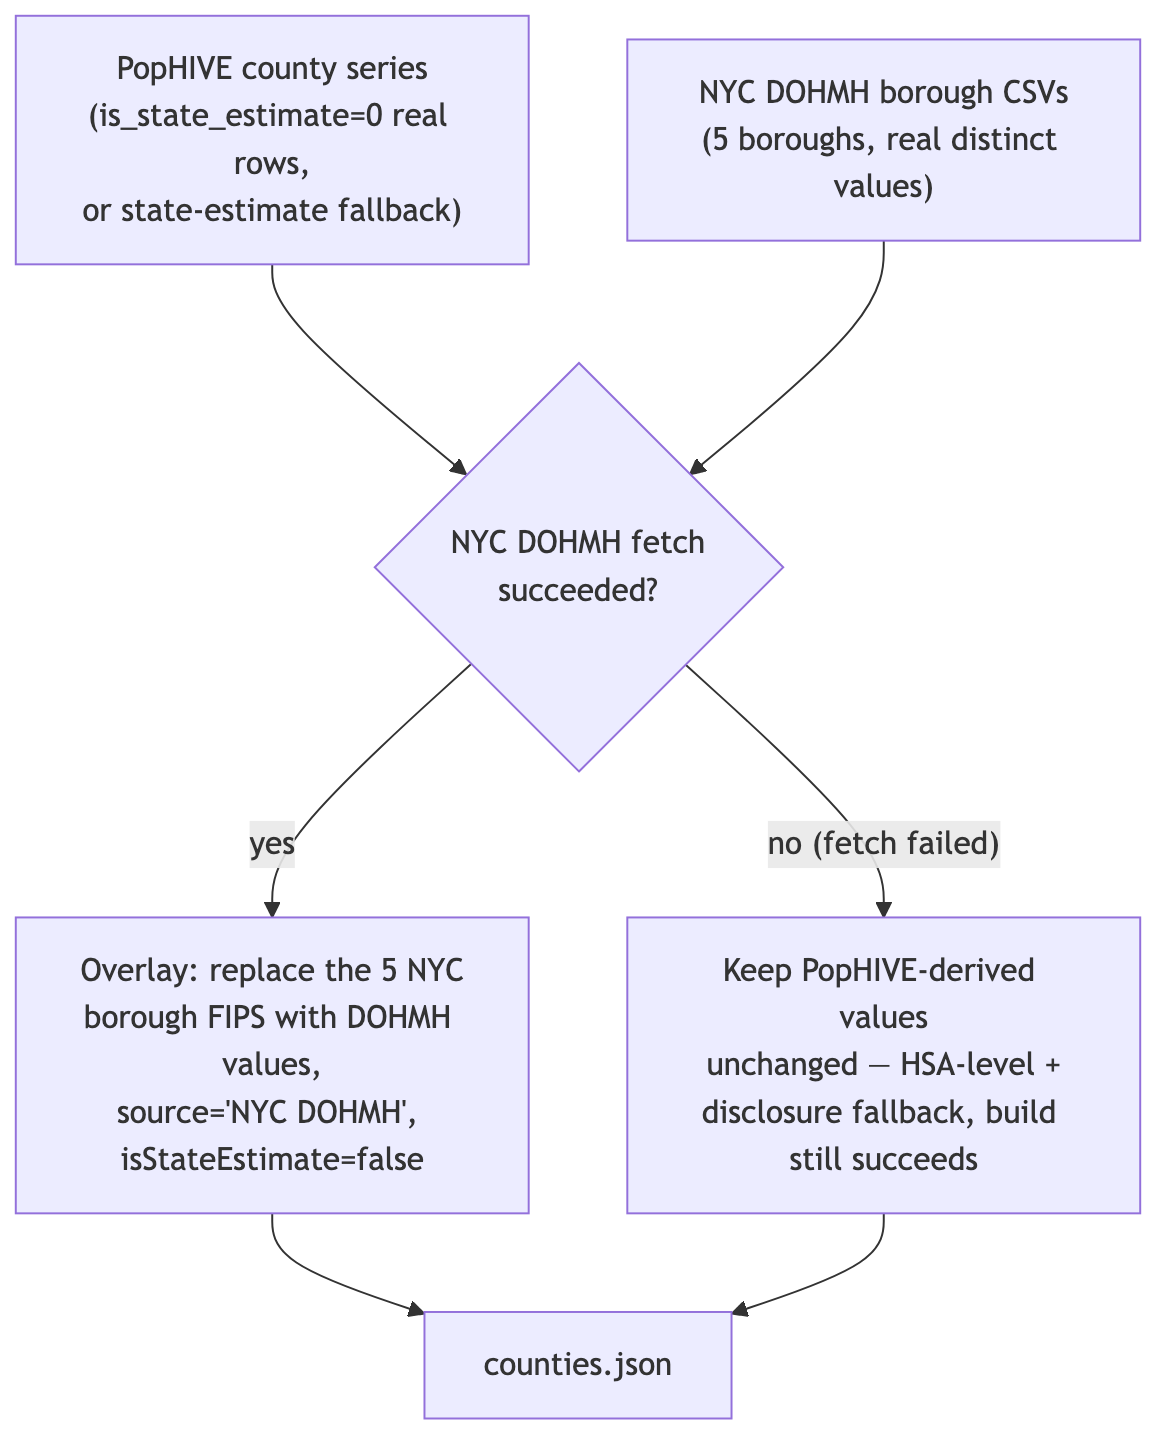 PopHIVE county series
(is_state_estimate=0 real
rows,
or state-estimate fallback)
NYC DOHMH borough CSVs
(5 boroughs, real distinct
values)
NYC DOHMH fetch
succeeded?
yes
no (fetch failed)
Overlay: replace the 5 NYC
borough FIPS with DOHMH
values,
source='NYC DOHMH',
isStateEstimate=false
Keep PopHIVE-derived
values
unchanged — HSA-level +
disclosure fallback, build
still succeeds
counties.json